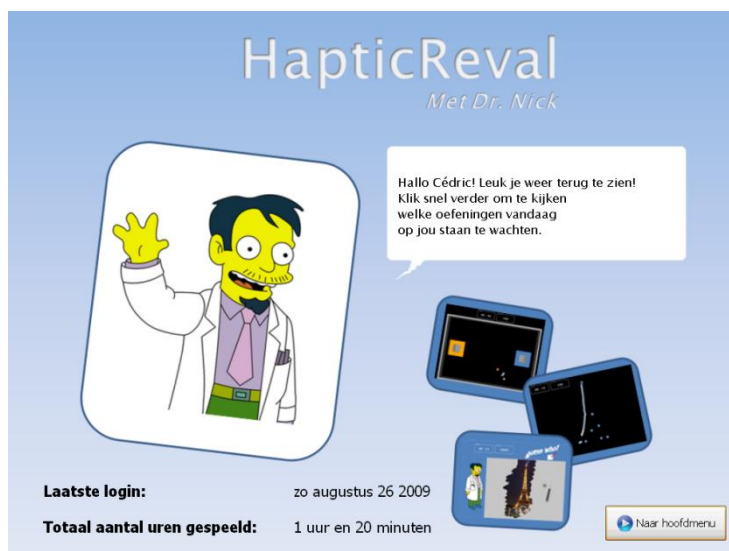 HapticReval
Met Dr. Nick
Hallo Cédric! Leuk je weer terug te zien!
Klik snel verder om te kijken
welke oefeningen vandaag
op jou staan te wachten.
Guess who?
Laatste login: zo augustus 26 2009
Totaal aantal uren gespeeld: 1 uur en 20 minuten
Naar hoofdmenu